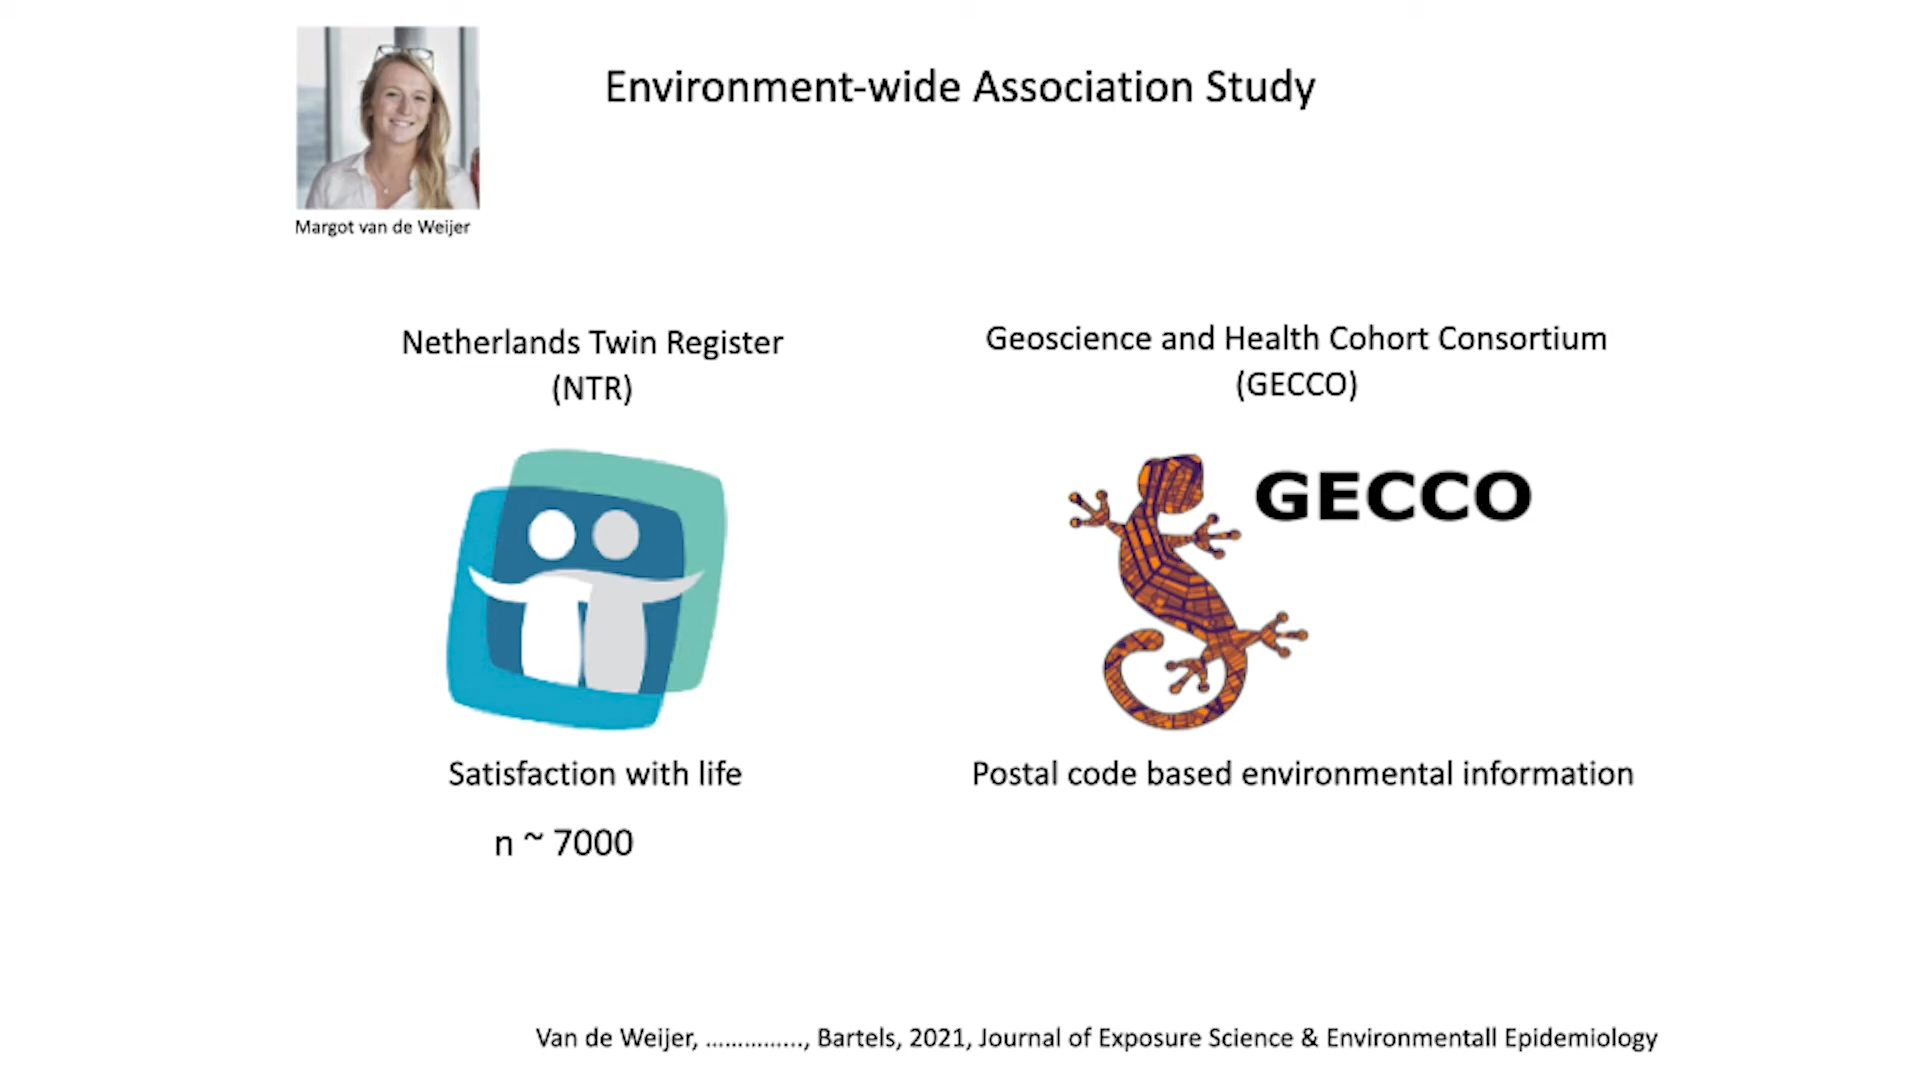 Environment-wide Association Study
Margot van de Weijer
Netherlands Twin Register
(NTR)
Geoscience and Health Cohort Consortium
(GECCO)
GECCO
Satisfaction with life
n ~ 7000
Postal code based environmental information
Van de Weijer, ..............., Bartels, 2021, Journal of Exposure Science & Environmentall Epidemiology